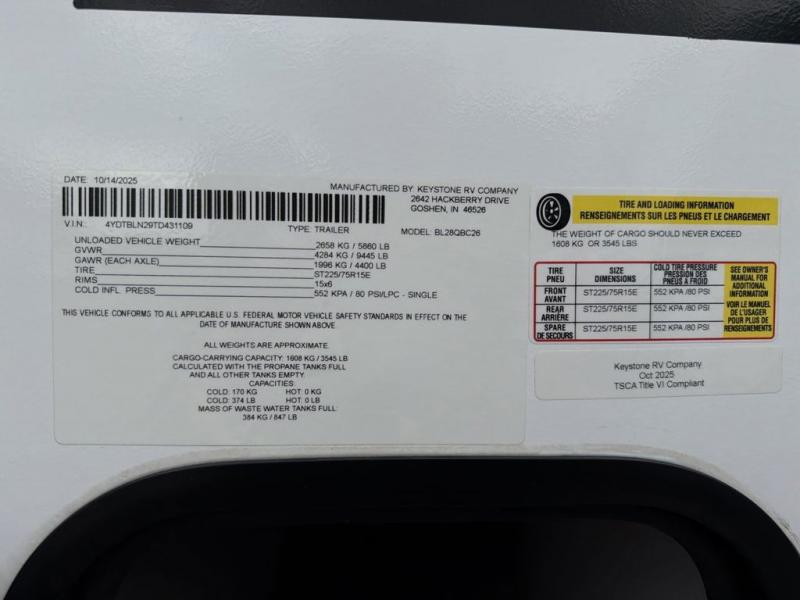 DATE: 10/14/2025
MANUFACTURED BY: KEYSTONE RV COMPANY
2642 HACKBERRY DRIVE
GOSHEN, IN 46526
V.I.N.: 4YDTBLN29TD431109
TYPE: TRAILER
MODEL: BL28QBC26
UNLOADED VEHICLE WEIGHT 2658 KG / 5860 LB
GVWR 4284 KG / 9445 LB
GAWR (EACH AXLE) 1996 KG / 4400 LB
TIRE ST225/75R15E
RIMS 15x6
COLD INFL. PRESS 552 KPA / 80 PSI/LPC - SINGLE
THIS VEHICLE CONFORMS TO ALL APPLICABLE U.S. FEDERAL MOTOR VEHICLE SAFETY STANDARDS IN EFFECT ON THE
DATE OF MANUFACTURE SHOWN ABOVE.
ALL WEIGHTS ARE APPROXIMATE.
CARGO-CARRYING CAPACITY: 1608 KG / 3545 LB
CALCULATED WITH THE PROPANE TANKS FULL
AND ALL OTHER TANKS EMPTY.
CAPACITIES:
COLD: 170 KG HOT: 0 KG
COLD: 374 LB HOT: 0 LB
MASS OF WASTE WATER TANKS FULL:
384 KG / 847 LB
TIRE AND LOADING INFORMATION
RENSEIGNEMENTS SUR LES PNEUS ET LE CHARGEMENT
THE WEIGHT OF CARGO SHOULD NEVER EXCEED
1608 KG OR 3545 LBS
TIRE
PNEU
SIZE
DIMENSIONS
COLD TIRE PRESSURE
PRESSION DES
PNEUS A FROID
FRONT
AVANT
ST225/75R15E
552 KPA /80 PSI
REAR
ARRIÈRE
ST225/75R15E
552 KPA /80 PSI
SPARE
DE SECOURS
ST225/75R15E
552 KPA /80 PSI
SEE OWNER'S
MANUAL FOR
ADDITIONAL
INFORMATION
VOIR LE MANUEL
DE L'USAGER
POUR PLUS DE
RENSEIGNEMENTS
Keystone RV Company
Oct 2025
TSCA Title VI Compliant